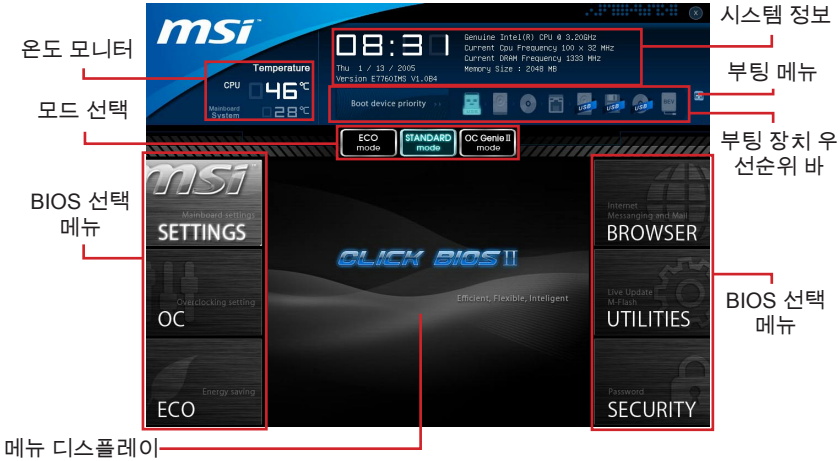 시스템 정보
온도 모니터
부팅 메뉴
모드 선택
부팅 장치 우
선순위 바
BIOS 선택
메뉴
BIOS 선택
메뉴
메뉴 디스플레이
msi
Temperature
CPU 46℃
Mainboard
System 28℃
08:31
Thu 1 / 13 / 2005
Version E7760IMS V1.0B4
Genuine Intel(R) CPU @ 3.20GHz
Current Cpu Frequency 100 x 32 MHz
Current DRAM Frequency 1333 MHz
Memory Size : 2048 MB
Boot device priority
USB
USB
USB
ECO
mode
STANDARD
mode
OC Genie II
mode
msi
Mainboard settings
SETTINGS
Overclocking setting
OC
Energy saving
ECO
CLICK BIOS II
Efficient, Flexible, Inteligent
Internet
Messanging and Mail
BROWSER
Live Update
M-Flash
UTILITIES
Password
SECURITY